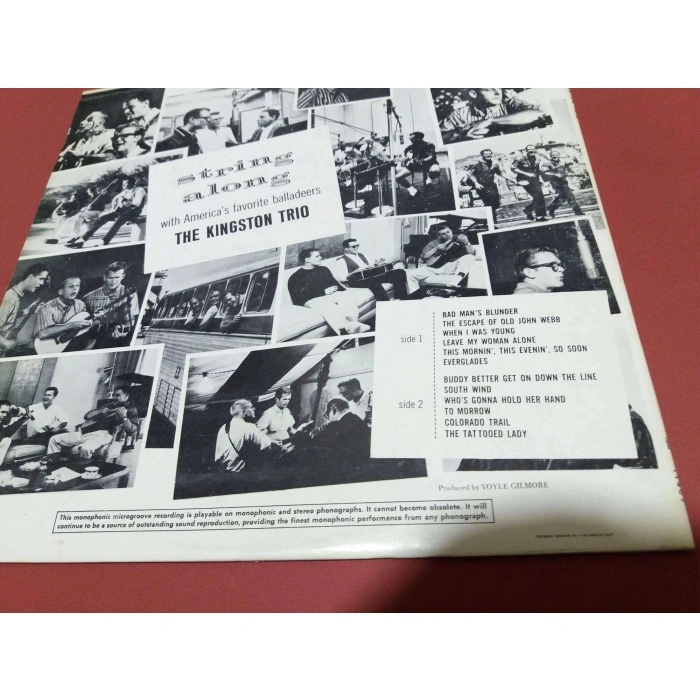 string
along
with America's favorite balladeers
THE KINGSTON TRIO
side 1
BAD MAN'S BLUNDER
THE ESCAPE OF OLD JOHN WEBB
WHEN I WAS YOUNG
LEAVE MY WOMAN ALONE
THIS MORNIN', THIS EVENIN', SO SOON
EVERGLADES
side 2
BUDDY BETTER GET ON DOWN THE LINE
SOUTH WIND
WHO'S GONNA HOLD HER HAND
TO MORROW
COLORADO TRAIL
THE TATTOOED LADY
Produced by VOYLE GILMORE
This monophonic microgroove recording is playable on monophonic and stereo phonographs. It cannot become obsolete. It will
continue to be a source of outstanding sound reproduction, providing the finest monophonic performance from any phonograph.